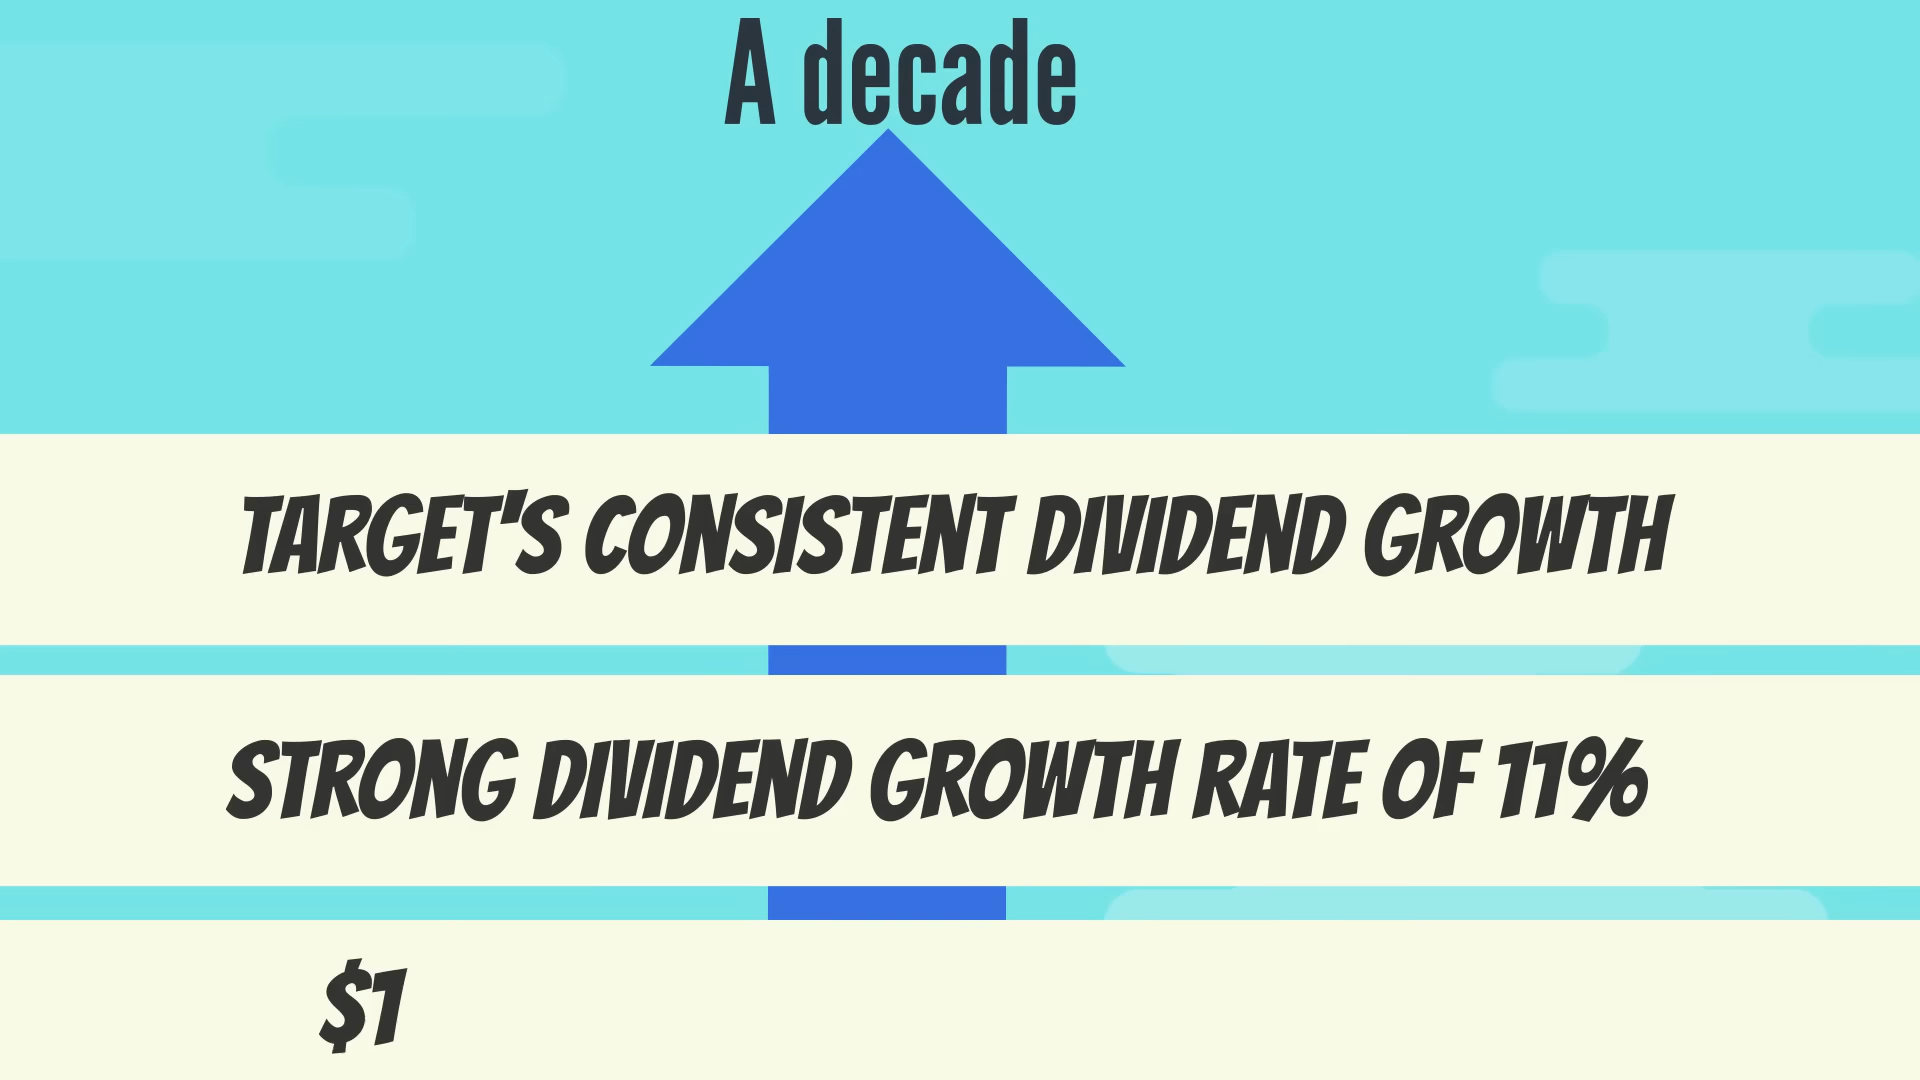 A decade
TARGET'S CONSISTENT DIVIDEND GROWTH
STRONG DIVIDEND GROWTH RATE OF 11%
$1